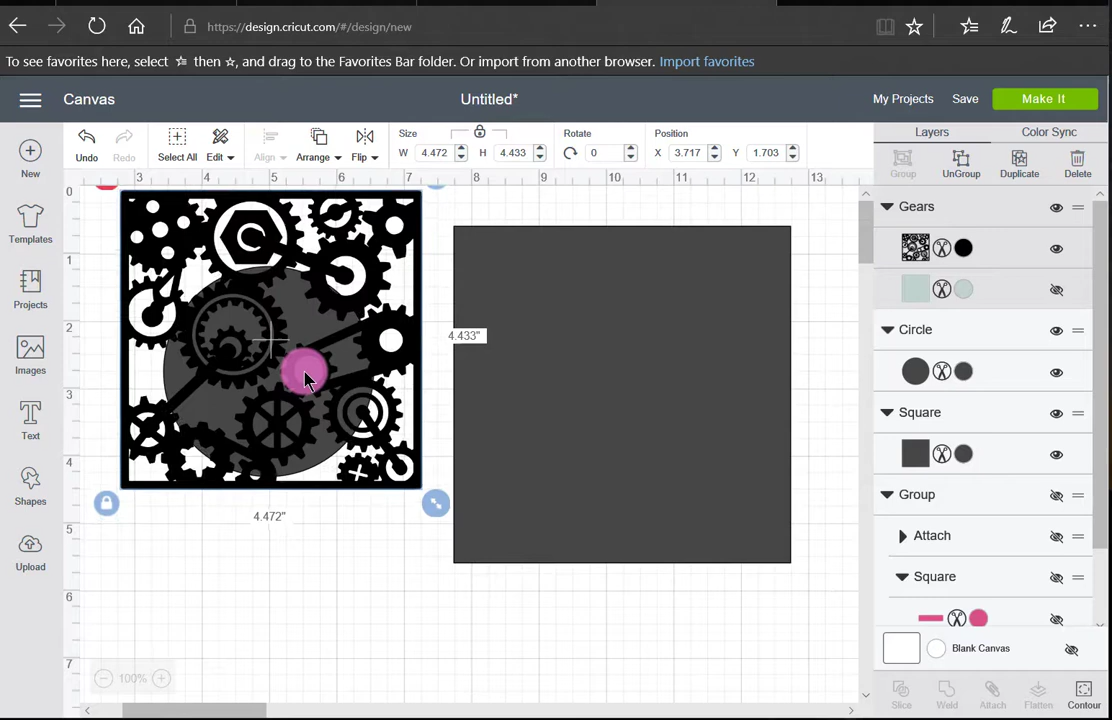 https://design.cricut.com/#/design/new
To see favorites here, select then ☆, and drag to the Favorites Bar folder. Or import from another browser. Import favorites
Canvas
Untitled*
My Projects
Save
Make It
Undo
Redo
Select All
Edit
Align
Arrange
Flip
Size
W 4.472
H 4.433
Rotate
0
Position
X 3.717
Y 1.703
Layers
Color Sync
Group
UnGroup
Duplicate
Delete
New
Templates
Projects
Images
Text
Shapes
Upload
3 4 5 6 7 8 9 10 11 12 13
0
1
2
3
4
5
6
7
4.433"
4.472"
100%
Gears
Circle
Square
Group
Attach
Square
Blank Canvas
Slice
Weld
Attach
Flatten
Contour